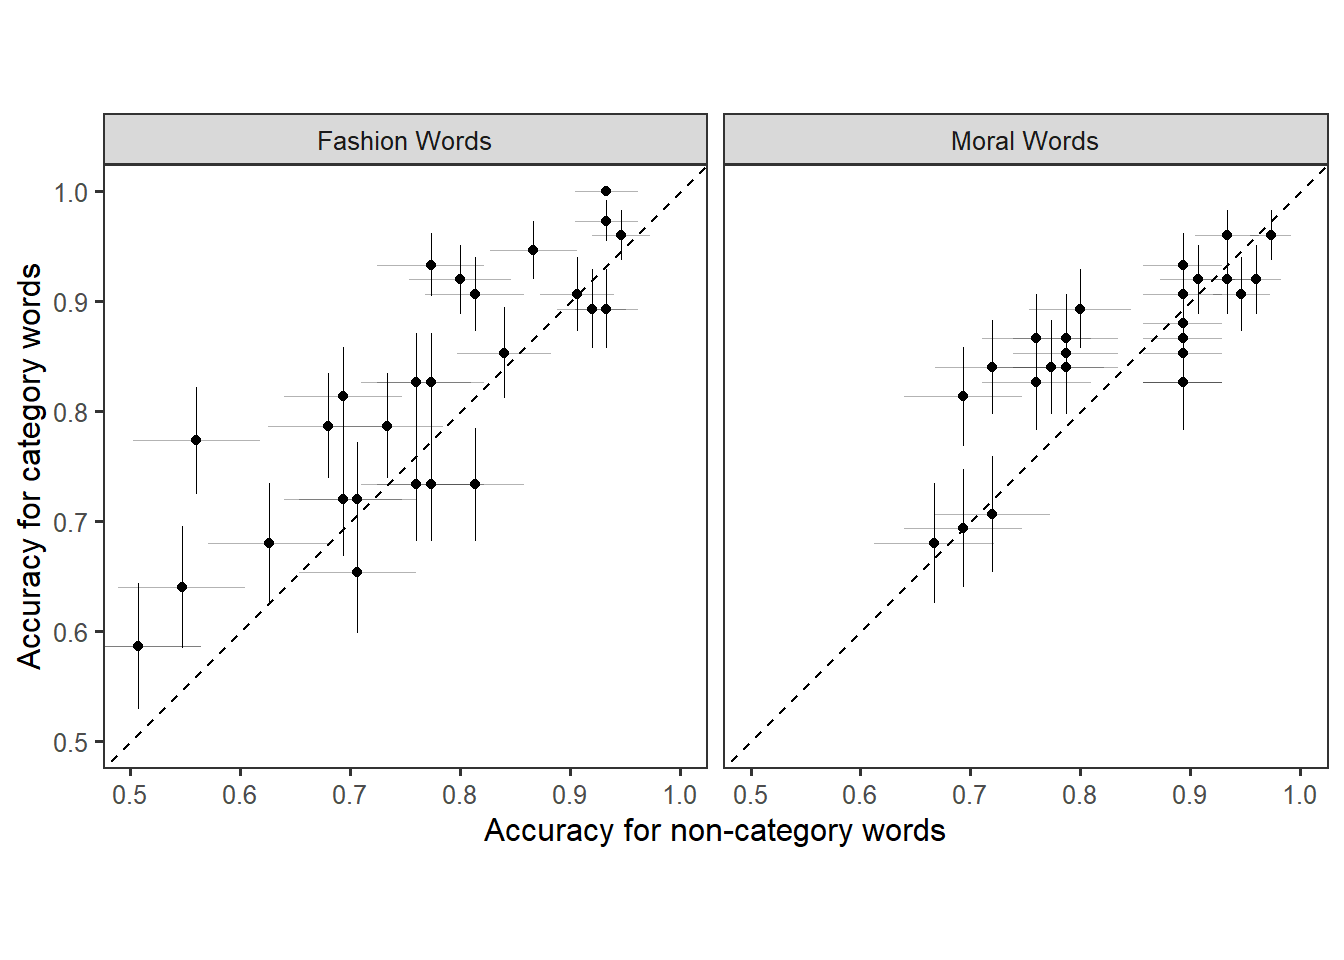 Fashion Words
Moral Words
Accuracy for category words
1.0
0.9
0.8
0.7
0.6
0.5
0.5 0.6 0.7 0.8 0.9 1.0
0.5 0.6 0.7 0.8 0.9 1.0
Accuracy for non-category words